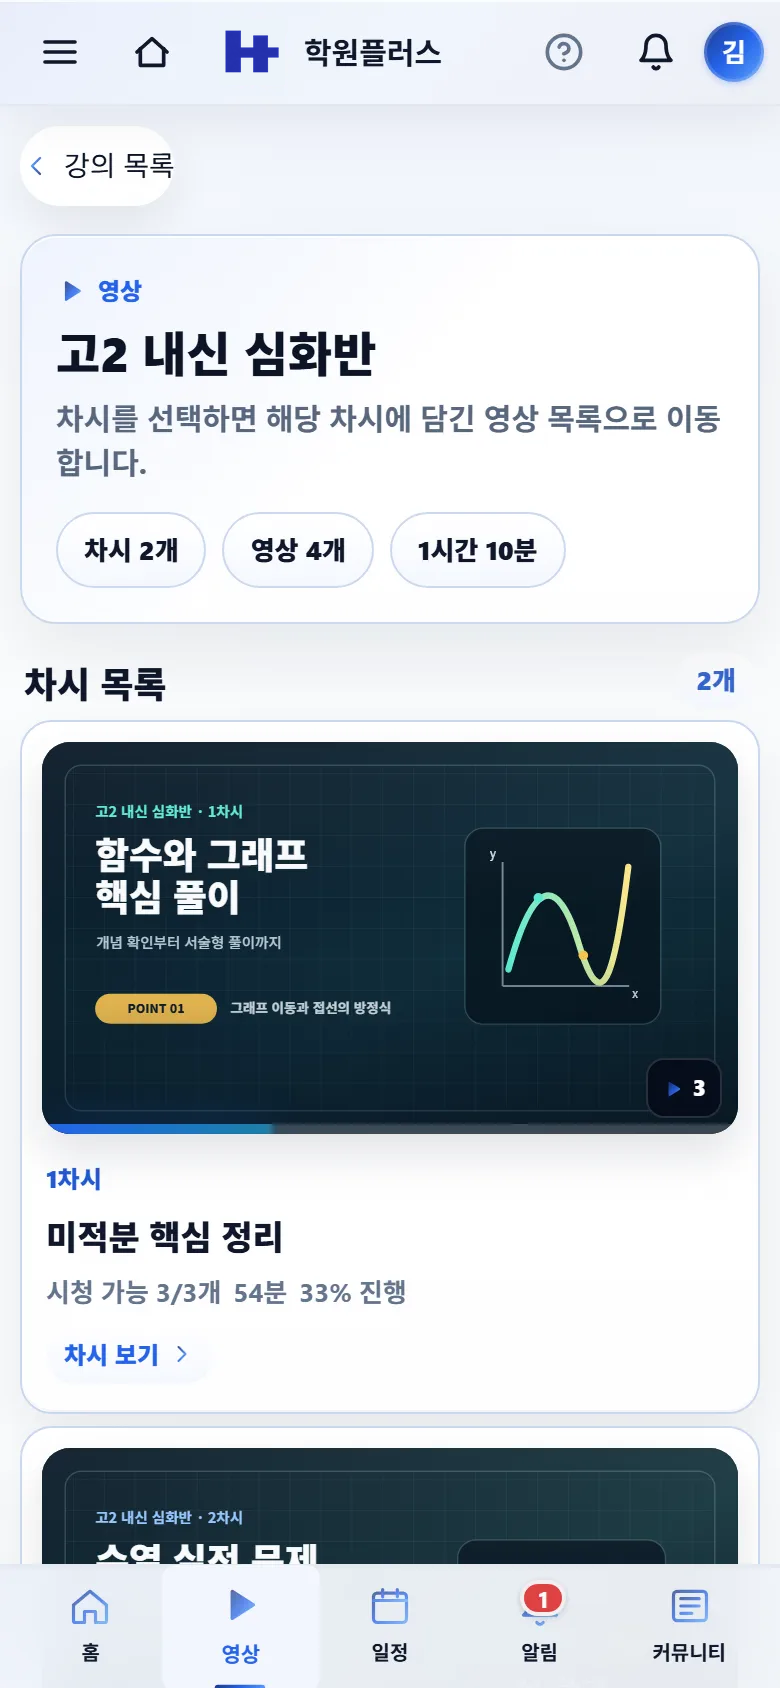 학원플러스
김
강의 목록
영상
고2 내신 심화반
차시를 선택하면 해당 차시에 담긴 영상 목록으로 이동
합니다.
차시 2개
영상 4개
1시간 10분
차시 목록
2개
고2 내신 심화반 · 1차시
함수와 그래프
핵심 풀이
개념 확인부터 서술형 풀이까지
POINT 01
그래프 이동과 접선의 방정식
y
x
3
1차시
미적분 핵심 정리
시청 가능 3/3개 54분 33% 진행
차시 보기
고2 내신 심화반 · 2차시
수열 실전 문제
1
홈
영상
일정
알림
커뮤니티